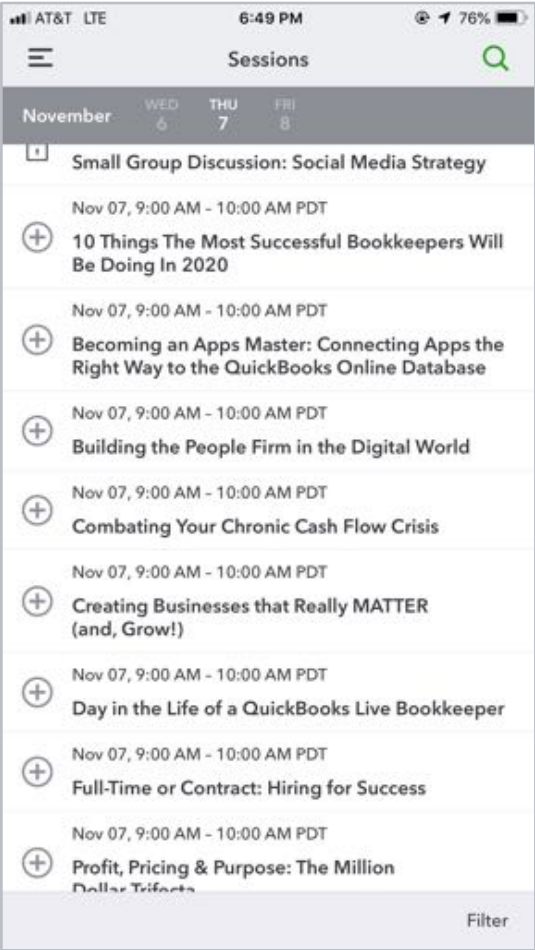 AT&T LTE 6:49 PM 76%
Sessions
November WED 6 THU 7 FRI 8
Small Group Discussion: Social Media Strategy
Nov 07, 9:00 AM – 10:00 AM PDT
10 Things The Most Successful Bookkeepers Will
Be Doing In 2020
Nov 07, 9:00 AM – 10:00 AM PDT
Becoming an Apps Master: Connecting Apps the
Right Way to the QuickBooks Online Database
Nov 07, 9:00 AM – 10:00 AM PDT
Building the People Firm in the Digital World
Nov 07, 9:00 AM – 10:00 AM PDT
Combating Your Chronic Cash Flow Crisis
Nov 07, 9:00 AM – 10:00 AM PDT
Creating Businesses that Really MATTER
(and, Grow!)
Nov 07, 9:00 AM – 10:00 AM PDT
Day in the Life of a QuickBooks Live Bookkeeper
Nov 07, 9:00 AM – 10:00 AM PDT
Full-Time or Contract: Hiring for Success
Nov 07, 9:00 AM – 10:00 AM PDT
Profit, Pricing & Purpose: The Million
Dollar Trifecta
Filter